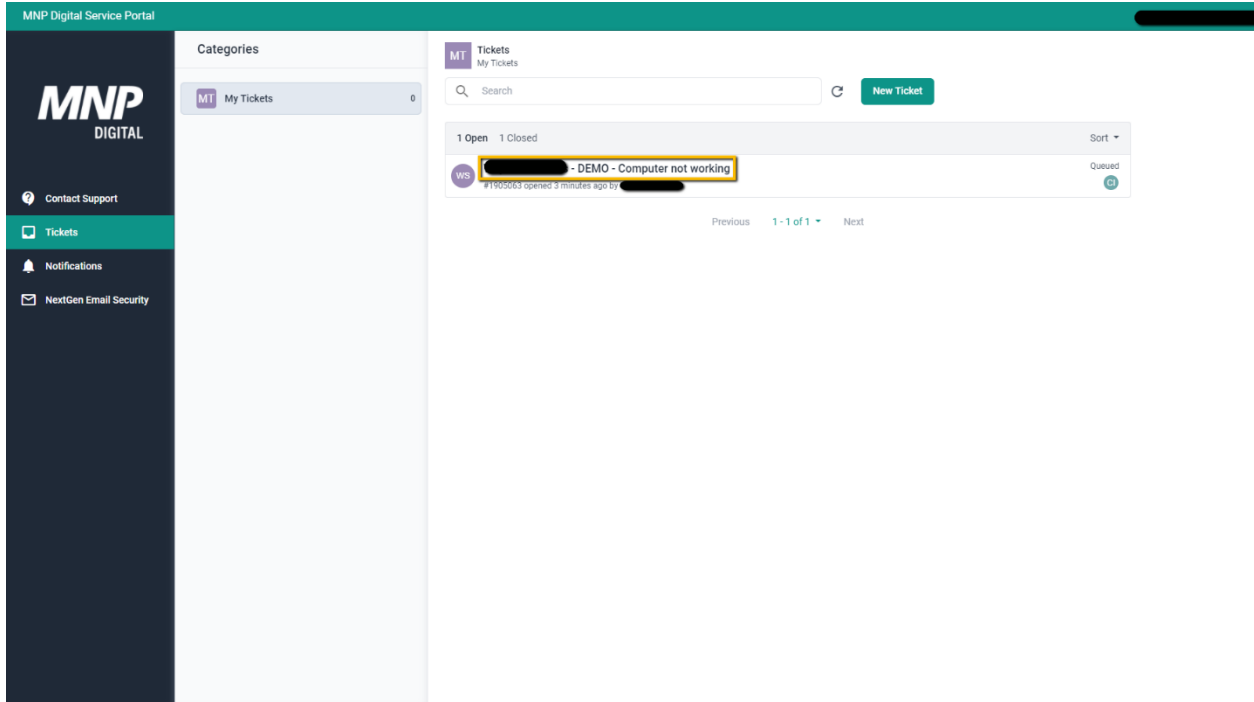 MNP Digital Service Portal
MNP
DIGITAL
Contact Support
Tickets
Notifications
NextGen Email Security
Categories
MT My Tickets 0
MT Tickets
My Tickets
Search
New Ticket
1 Open 1 Closed Sort
WS - DEMO - Computer not working Queued
#1905063 opened 3 minutes ago by CI
Previous 1 - 1 of 1 Next